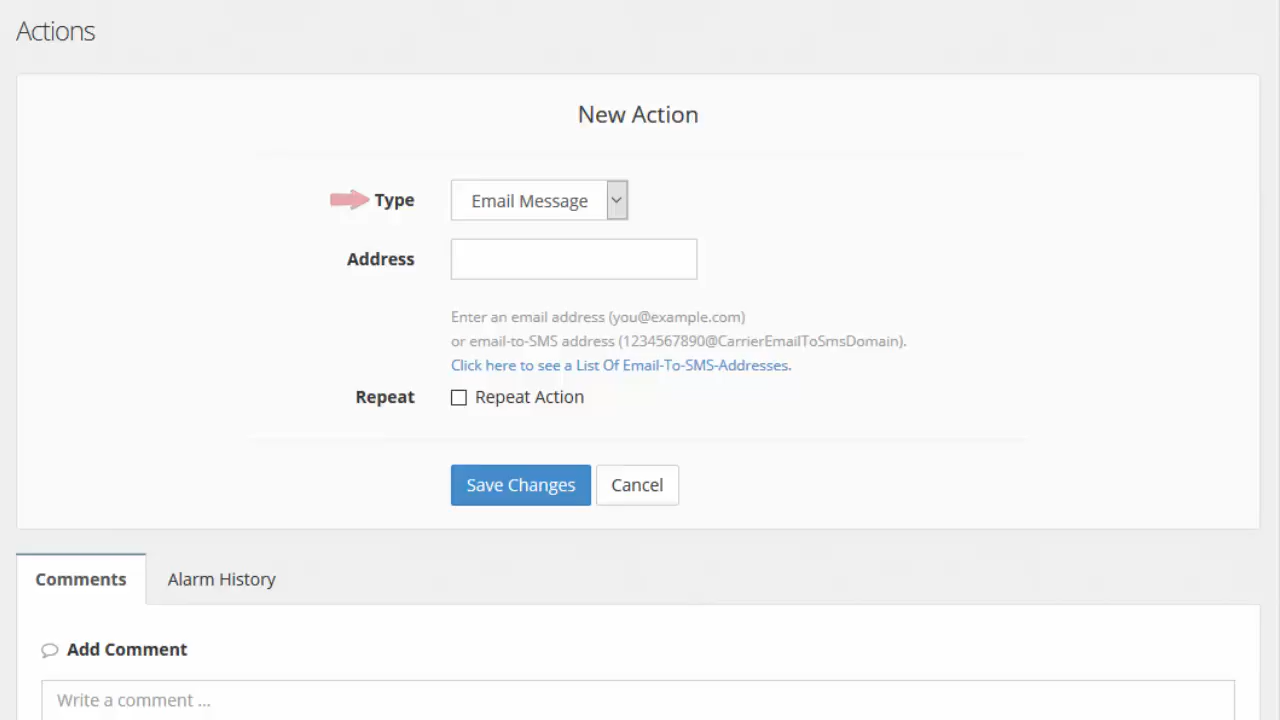 Actions
New Action
Type Email Message
Address
Enter an email address (you@example.com)
or email-to-SMS address (1234567890@CarrierEmailToSmsDomain).
Click here to see a List Of Email-To-SMS-Addresses.
Repeat Repeat Action
Save Changes Cancel
Comments Alarm History
Add Comment
Write a comment ...